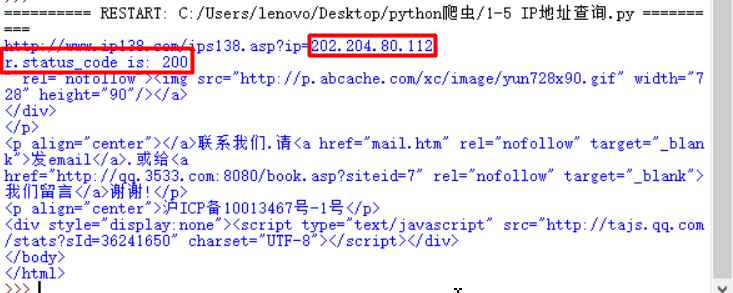 >>>
========== RESTART: C:/Users/lenovo/Desktop/python爬虫/1-5 IP地址查询.py =======
===
http://www.ip138.com/ips138.asp?ip=202.204.80.112
r.status_code is: 200
rel="nofollow"><img src="http://p.abcache.com/xc/image/yun728x90.gif" width="7
28" height="90"/></a>
</div>
</p>
<p align="center"></a>联系我们.请<a href="mail.htm" rel="nofollow" target="_blan
k">发email</a>.或给<a
href="http://qq.3533.com:8080/book.asp?siteid=7" rel="nofollow" target="_blank">
我们留言</a>谢谢!</p>
<p align="center">沪ICP备10013467号-1号</p>
<div style="display:none"><script type="text/javascript" src="http://tajs.qq.com
/stats?sId=36241650" charset="UTF-8"></script></div>
</body>
</html>
>>>